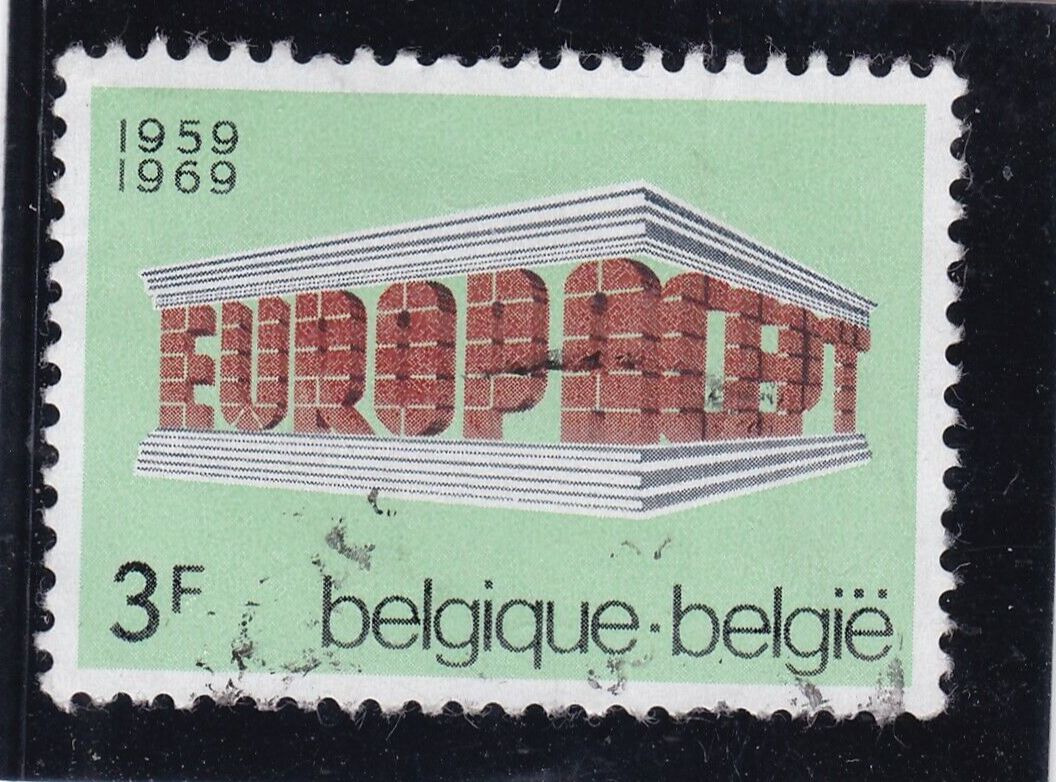 1959
1969
EUROPA CEPT
3F
belgique·belgië